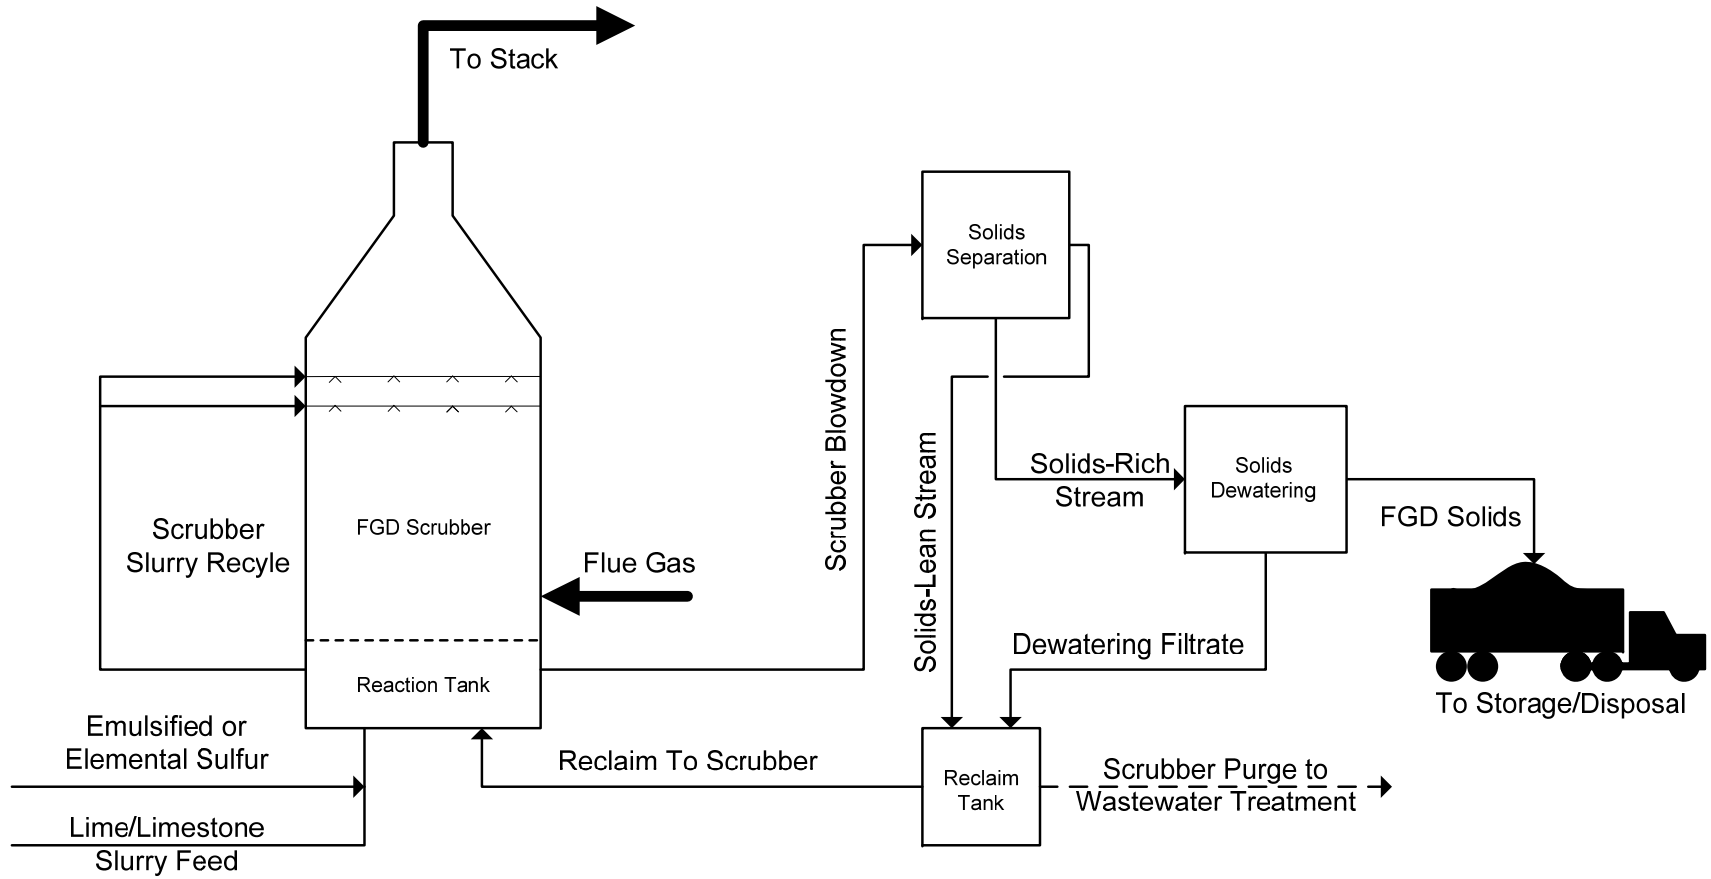 To Stack
Solids
Separation
Scrubber Blowdown
Solids-Lean Stream
Solids-Rich
Stream
Solids
Dewatering
FGD Solids
Scrubber
Slurry Recyle
FGD Scrubber
Flue Gas
Dewatering Filtrate
Reaction Tank
To Storage/Disposal
Emulsified or
Elemental Sulfur
Reclaim To Scrubber
Reclaim
Tank
Scrubber Purge to
Wastewater Treatment
Lime/Limestone
Slurry Feed